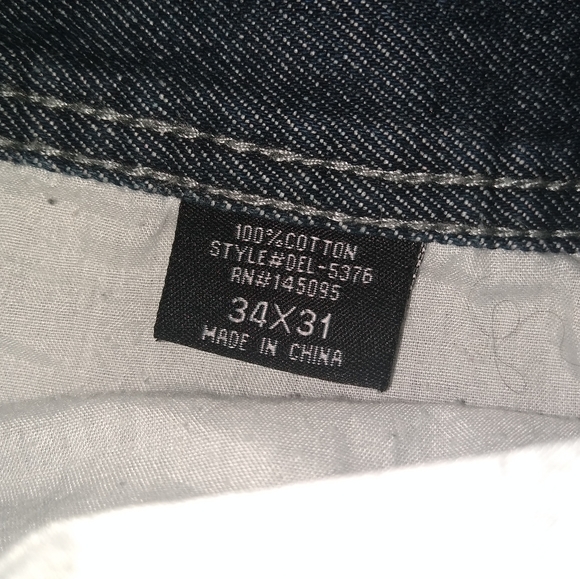 100%COTTON
STYLE#DEL-5376
RN#145095
34X31
MADE IN CHINA